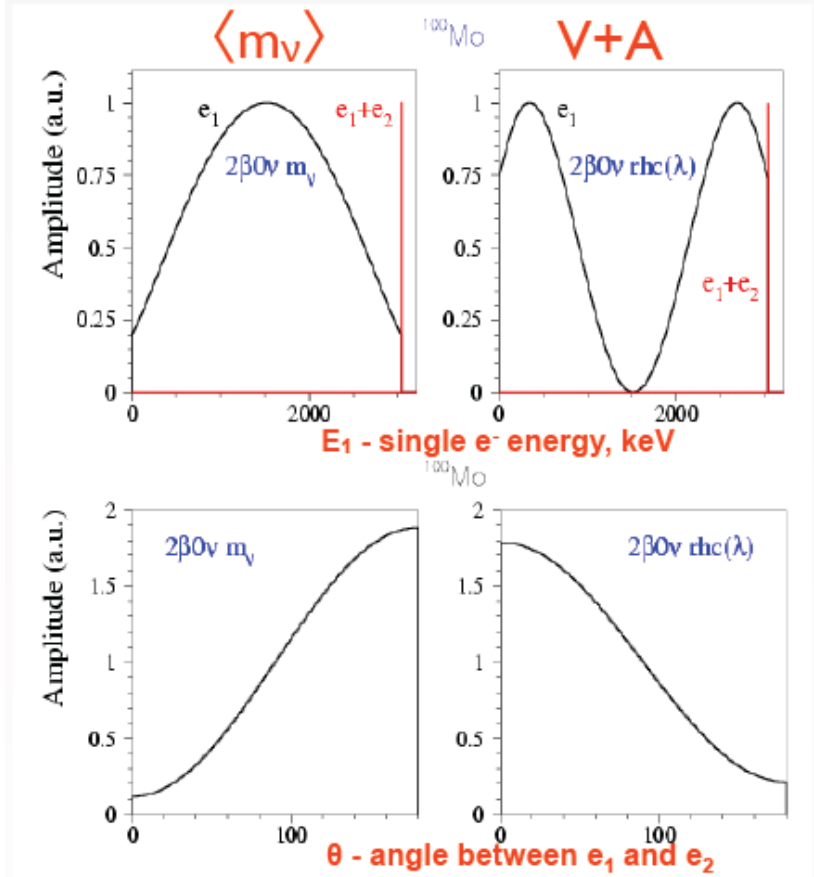 ⟨mν⟩ ¹⁰⁰Mo V+A
Amplitude (a.u.)
1
0.75
0.5
0.25
0
0 2000
e₁
e₁+e₂
2β0ν mν
1
0.75
0.5
0.25
0
0 2000
e₁
2β0ν rhc(λ)
e₁+e₂
E₁ - single e⁻ energy, keV
¹⁰⁰Mo
Amplitude (a.u.)
2
1.5
1
0.5
0
0 100
2β0ν mν
2
1.5
1
0.5
0
0 100
2β0ν rhc(λ)
θ - angle between e₁ and e₂